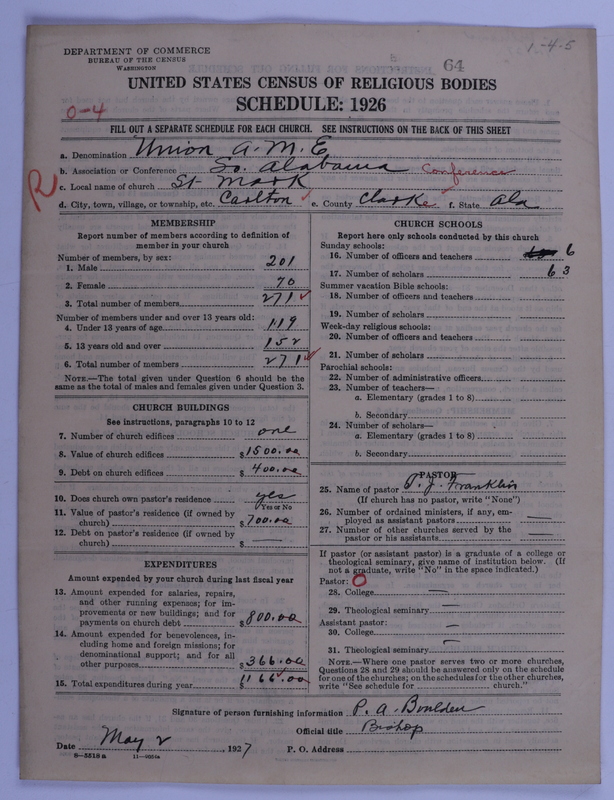 1-4-5
64
DEPARTMENT OF COMMERCE
BUREAU OF THE CENSUS
WASHINGTON
UNITED STATES CENSUS OF RELIGIOUS BODIES
SCHEDULE: 1926
0-4
FILL OUT A SEPARATE SCHEDULE FOR EACH CHURCH. SEE INSTRUCTIONS ON THE BACK OF THIS SHEET
R
a. Denomination Union A.M.E
b. Association or Conference So. Alabama Conference
c. Local name of church St Mark
d. City, town, village, or township, etc. Carlton e. County Clarke f. State Ala
MEMBERSHIP
Report number of members according to definition of
member in your church
Number of members, by sex:
1. Male 201
2. Female 70
3. Total number of members 271
Number of members under and over 13 years old:
4. Under 13 years of age 119
5. 13 years old and over 152
6. Total number of members 271
NOTE.—The total given under Question 6 should be the
same as the total of males and females given under Question 3.
CHURCH BUILDINGS
See instructions, paragraphs 10 to 12
7. Number of church edifices one
8. Value of church edifices $1500.00
9. Debt on church edifices $400.00
10. Does church own pastor's residence yes
Yes or No
11. Value of pastor's residence (if owned by
church) $700.00
12. Debt on pastor's residence (if owned by
church) $ —
EXPENDITURES
Amount expended by your church during last fiscal year
13. Amount expended for salaries, repairs,
and other running expenses; for im-
provements or new buildings; and for
payments on church debt $800.00
14. Amount expended for benevolences, in-
cluding home and foreign missions; for
denominational support; and for all
other purposes $366.00
15. Total expenditures during year $1166.00
CHURCH SCHOOLS
Report here only schools conducted by this church
Sunday schools:
16. Number of officers and teachers 6
17. Number of scholars 63
Summer vacation Bible schools:
18. Number of officers and teachers
19. Number of scholars
Week-day religious schools:
20. Number of officers and teachers
21. Number of scholars
Parochial schools:
22. Number of administrative officers
23. Number of teachers—
a. Elementary (grades 1 to 8)
b. Secondary
24. Number of scholars—
a. Elementary (grades 1 to 8)
b. Secondary
PASTOR
25. Name of pastor P. J. Franklin
(If church has no pastor, write "None")
26. Number of ordained ministers, if any, em-
ployed as assistant pastors —
27. Number of other churches served by the
pastor or his assistants —
If pastor (or assistant pastor) is a graduate of a college or
theological seminary, give name of institution below. (If
not a graduate, write "No" in the space indicated.)
Pastor: O
28. College —
29. Theological seminary —
Assistant pastor:
30. College —
31. Theological seminary —
NOTE.—Where one pastor serves two or more churches,
Questions 28 and 29 should be answered only on the schedule
for one of the churches; on the schedules for the other churches,
write "See schedule for church."
Signature of person furnishing information P. A. Boulden
Official title Bishop
Date May 2, 1927 P. O. Address
8-5518 a